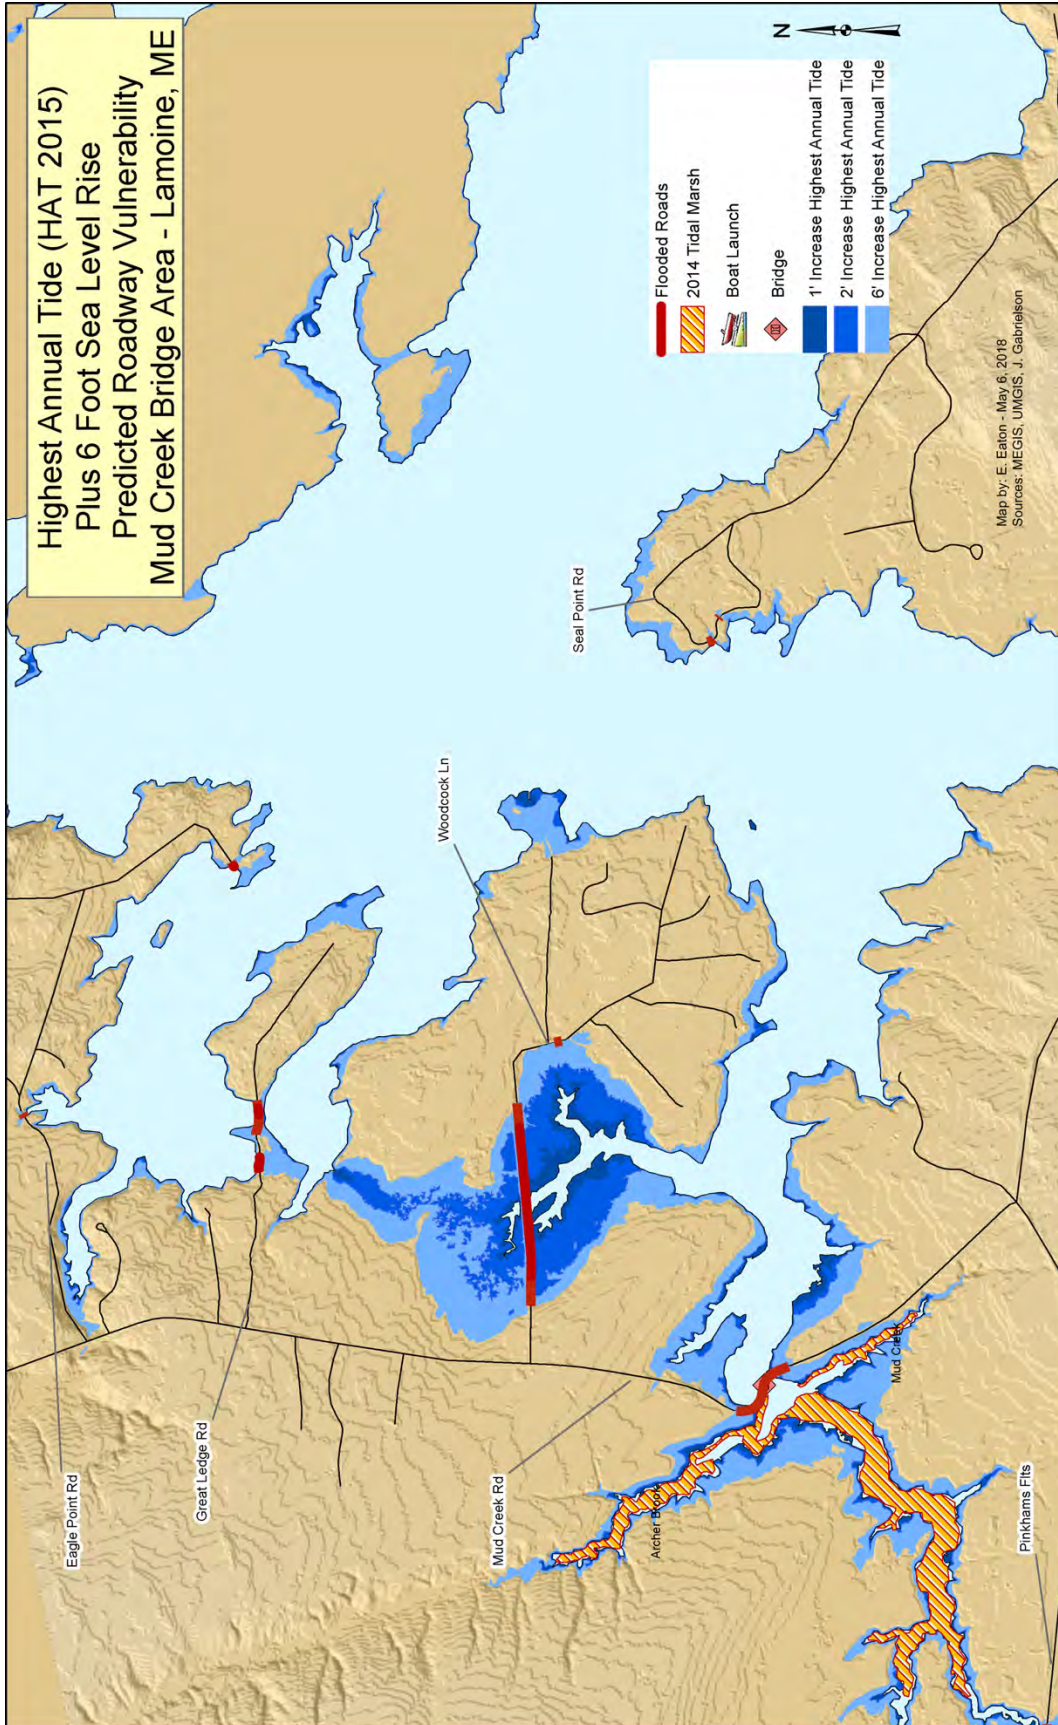 Highest Annual Tide (HAT 2015)
Plus 6 Foot Sea Level Rise
Predicted Roadway Vulnerability
Mud Creek Bridge Area - Lamoine, ME
N
Flooded Roads
2014 Tidal Marsh
Boat Launch
Bridge
1' Increase Highest Annual Tide
2' Increase Highest Annual Tide
6' Increase Highest Annual Tide
Eagle Point Rd
Great Ledge Rd
Woodcock Ln
Seal Point Rd
Mud Creek Rd
Archer Brook
Mud Creek
Pinkhams Flts
Map by: E. Eaton - May 6, 2018
Sources: MEGIS, UMGIS, J. Gabrielson